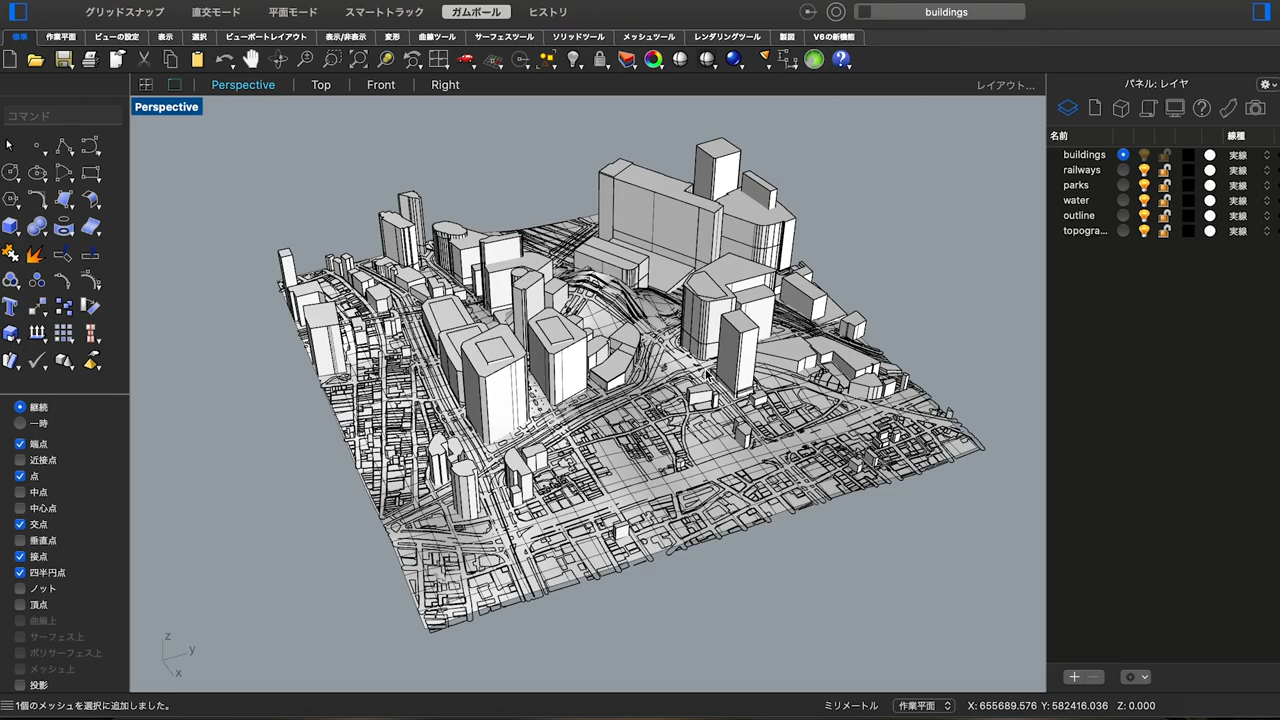 グリッドスナップ 直交モード 平面モード スマートトラック ガムボール ヒストリ buildings
標準 作業平面 ビューの設定 表示 選択 ビューポートレイアウト 表示/非表示 変形 曲線ツール サーフェスツール ソリッドツール メッシュツール レンダリングツール 製図 V6の新機能
Perspective Top Front Right レイアウト... パネル: レイヤ
Perspective
コマンド
名前 線種
buildings 実線
railways 実線
parks 実線
water 実線
outline 実線
topogra... 実線
継続
一時
端点
近接点
点
中点
中心点
交点
垂直点
接点
四半円点
ノット
頂点
曲線上
サーフェス上
ポリサーフェス上
メッシュ上
投影
z
y
x
1個のメッシュを選択に追加しました。 ミリメートル 作業平面 X: 655689.576 Y: 582416.036 Z: 0.000